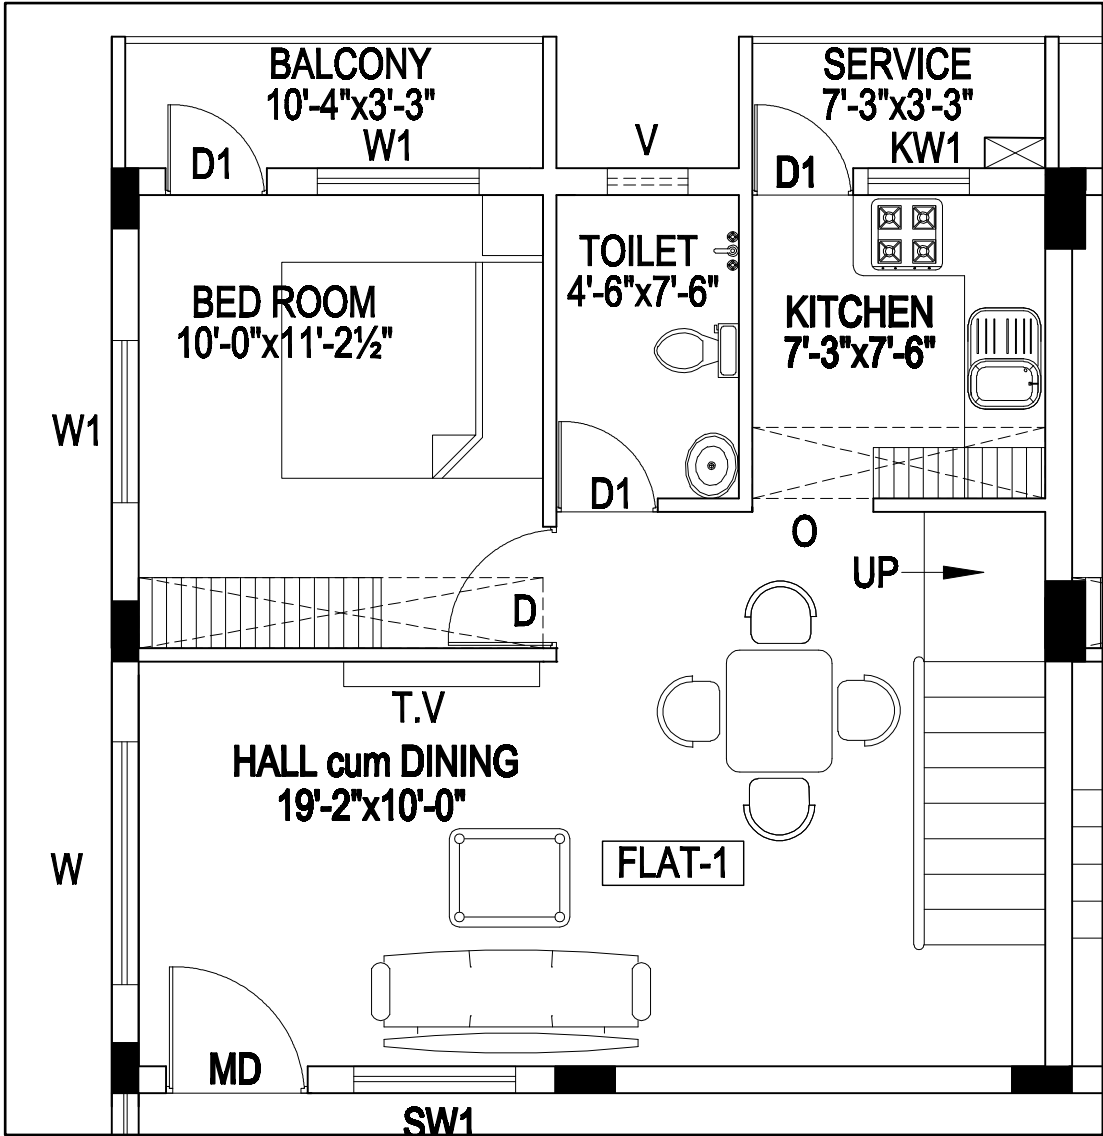 BALCONY
10'-4"x3'-3"
W1
D1
V
SERVICE
7'-3"x3'-3"
KW1
D1
TOILET
4'-6"x7'-6"
BED ROOM
10'-0"x11'-2½"
KITCHEN
7'-3"x7'-6"
W1
D1
O
UP
D
T.V
HALL cum DINING
19'-2"x10'-0"
W
FLAT-1
MD
SW1